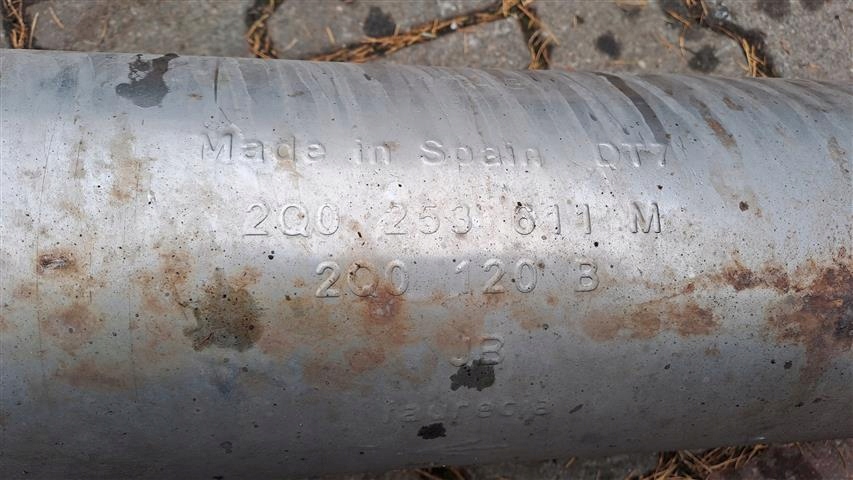 Made in Spain DT7
2Q0 253 611 M
2Q0 120 B
JB
faurecia